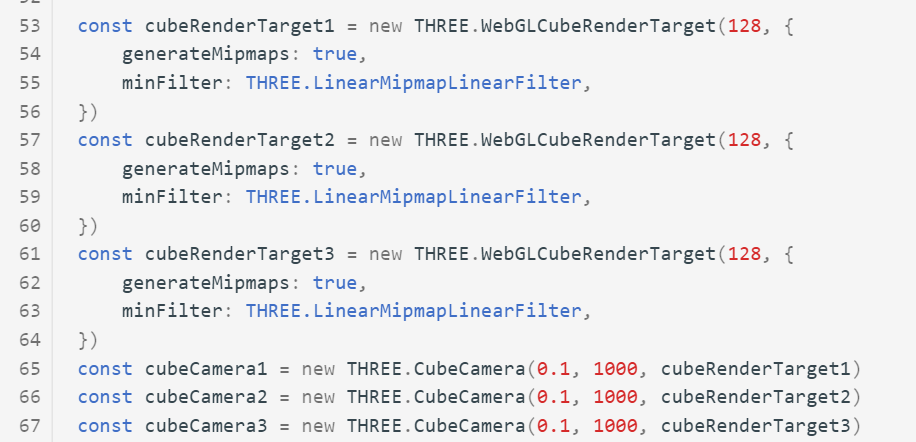 53 const cubeRenderTarget1 = new THREE.WebGLCubeRenderTarget(128, {
54     generateMipmaps: true,
55     minFilter: THREE.LinearMipmapLinearFilter,
56 })
57 const cubeRenderTarget2 = new THREE.WebGLCubeRenderTarget(128, {
58     generateMipmaps: true,
59     minFilter: THREE.LinearMipmapLinearFilter,
60 })
61 const cubeRenderTarget3 = new THREE.WebGLCubeRenderTarget(128, {
62     generateMipmaps: true,
63     minFilter: THREE.LinearMipmapLinearFilter,
64 })
65 const cubeCamera1 = new THREE.CubeCamera(0.1, 1000, cubeRenderTarget1)
66 const cubeCamera2 = new THREE.CubeCamera(0.1, 1000, cubeRenderTarget2)
67 const cubeCamera3 = new THREE.CubeCamera(0.1, 1000, cubeRenderTarget3)